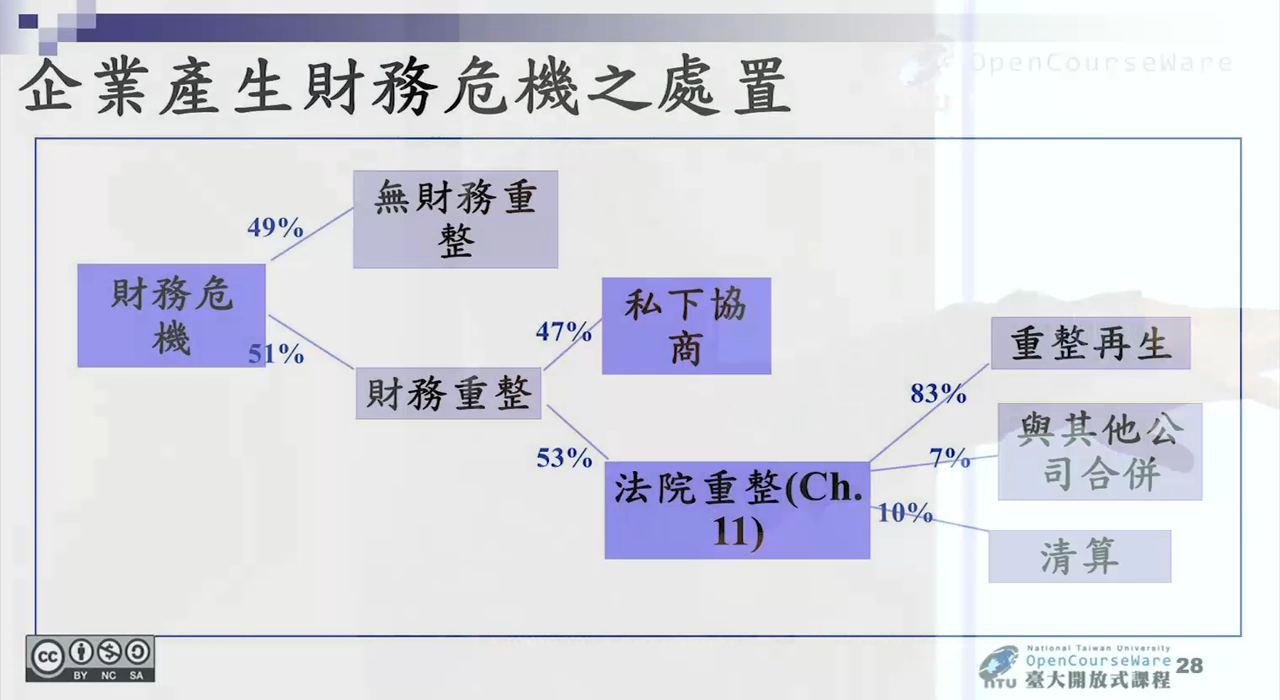 OpenCourseWare
企業產生財務危機之處置
無財務重
整
49%
財務危
機
51%
財務重整
47%
私下協
商
53%
法院重整(Ch.
11)
83%
重整再生
7%
與其他公
司合併
10%
清算
cc
BY NC SA
National Taiwan University
OpenCourseWare
NTU 臺大開放式課程
28